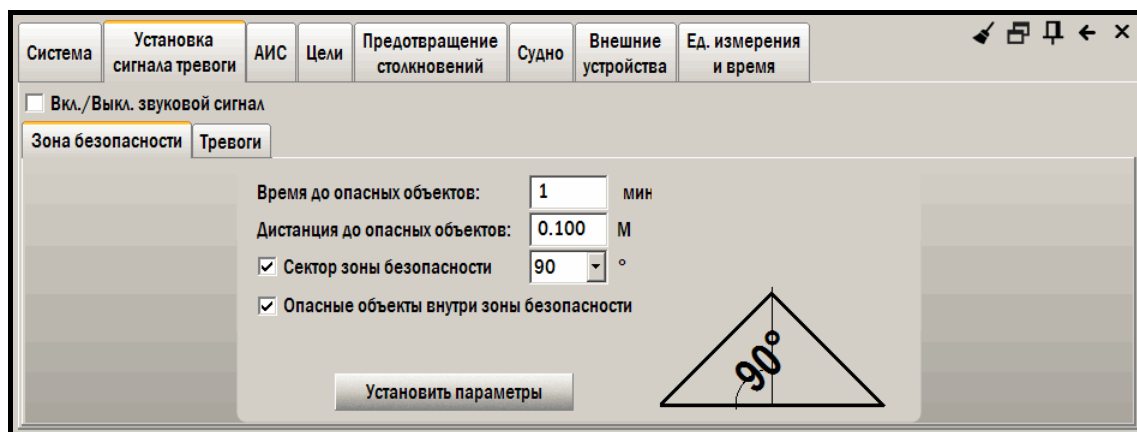 Система
Установка
сигнала тревоги
АИС
Цели
Предотвращение
столкновений
Судно
Внешние
устройства
Ед. измерения
и время
Вкл./Выкл. звуковой сигнал
Зона безопасности
Тревоги
Время до опасных объектов: 1 мин
Дистанция до опасных объектов: 0.100 М
Сектор зоны безопасности 90 °
Опасные объекты внутри зоны безопасности
90°
Установить параметры